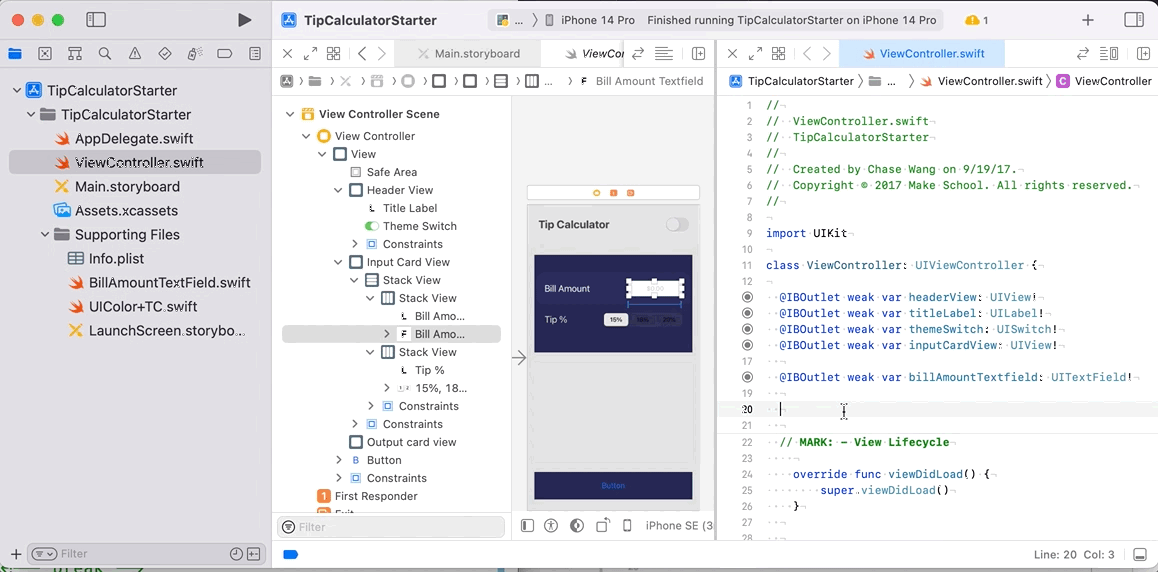 TipCalculatorStarter
iPhone 14 Pro
Finished running TipCalculatorStarter on iPhone 14 Pro
1
Main.storyboard
ViewCor
ViewController.swift
... F Bill Amount Textfield
TipCalculatorStarter
...
ViewController.swift
C ViewController
TipCalculatorStarter
TipCalculatorStarter
AppDelegate.swift
ViewController.swift
Main.storyboard
Assets.xcassets
Supporting Files
Info.plist
BillAmountTextField.swift
UIColor+TC.swift
LaunchScreen.storybo...
Filter
View Controller Scene
View Controller
View
Safe Area
Header View
L Title Label
Theme Switch
Constraints
Input Card View
Stack View
Stack View
L Bill Amo...
F Bill Amo...
Stack View
L Tip %
1 2 15%, 18...
Constraints
Constraints
Output card view
B Button
Constraints
1 First Responder
Exit
Filter
Tip Calculator
Bill Amount
$0.00
Tip %
15% 18% 20%
Button
iPhone SE (3
1 //
2 // ViewController.swift
3 // TipCalculatorStarter
4 //
5 // Created by Chase Wang on 9/19/17.
6 // Copyright © 2017 Make School. All rights reserved.
7 //
8
9 import UIKit
10
11 class ViewController: UIViewController {
12
@IBOutlet weak var headerView: UIView!
@IBOutlet weak var titleLabel: UILabel!
@IBOutlet weak var themeSwitch: UISwitch!
@IBOutlet weak var inputCardView: UIView!
17
@IBOutlet weak var billAmountTextfield: UITextField!
19
20
21
22 // MARK: - View Lifecycle
23
24 override func viewDidLoad() {
25 super.viewDidLoad()
26 }
27
28
Line: 20 Col: 3
break